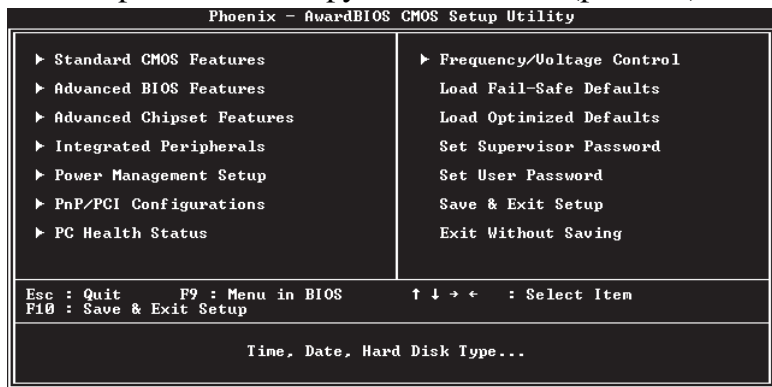 Phoenix - AwardBIOS CMOS Setup Utility
▶ Standard CMOS Features
▶ Advanced BIOS Features
▶ Advanced Chipset Features
▶ Integrated Peripherals
▶ Power Management Setup
▶ PnP/PCI Configurations
▶ PC Health Status
▶ Frequency/Voltage Control
Load Fail-Safe Defaults
Load Optimized Defaults
Set Supervisor Password
Set User Password
Save & Exit Setup
Exit Without Saving
Esc : Quit F9 : Menu in BIOS ↑ ↓ → ← : Select Item
F10 : Save & Exit Setup
Time, Date, Hard Disk Type...